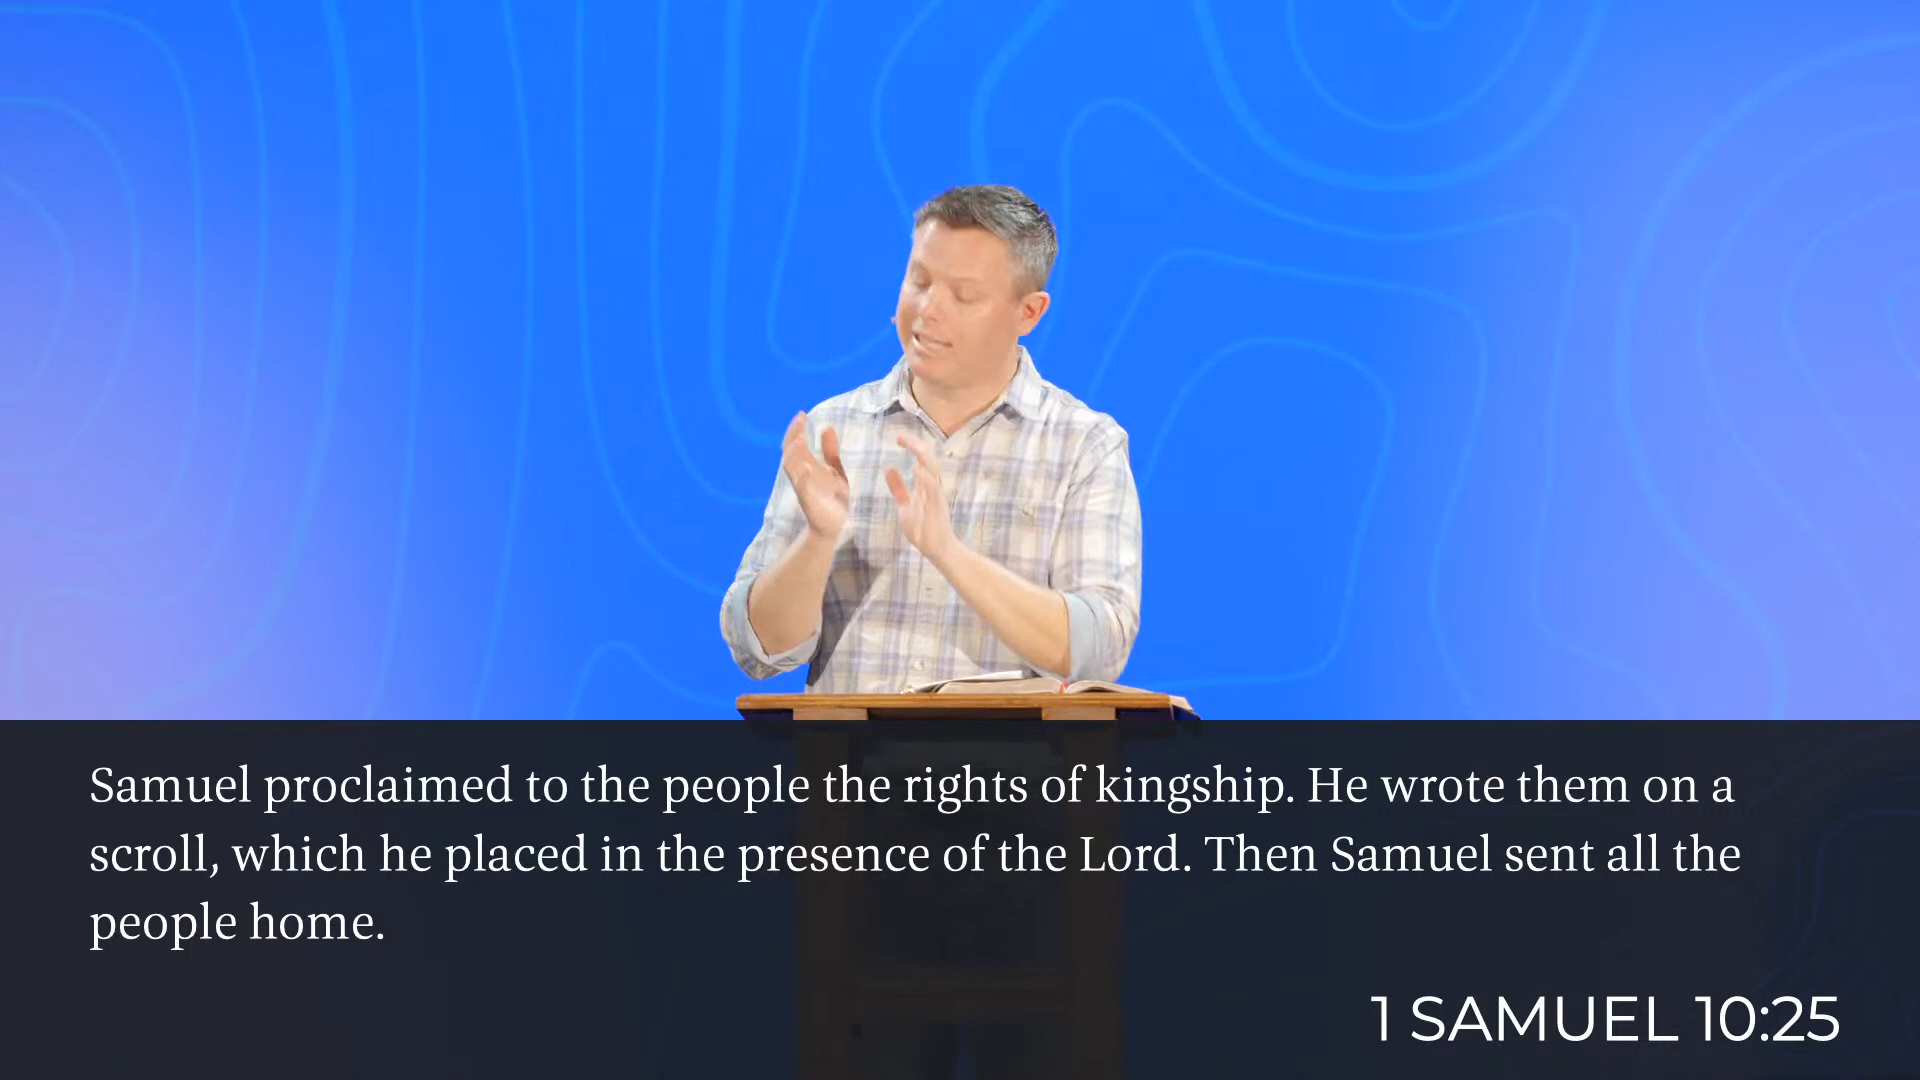 Samuel proclaimed to the people the rights of kingship. He wrote them on a
scroll, which he placed in the presence of the Lord. Then Samuel sent all the
people home.
1 SAMUEL 10:25